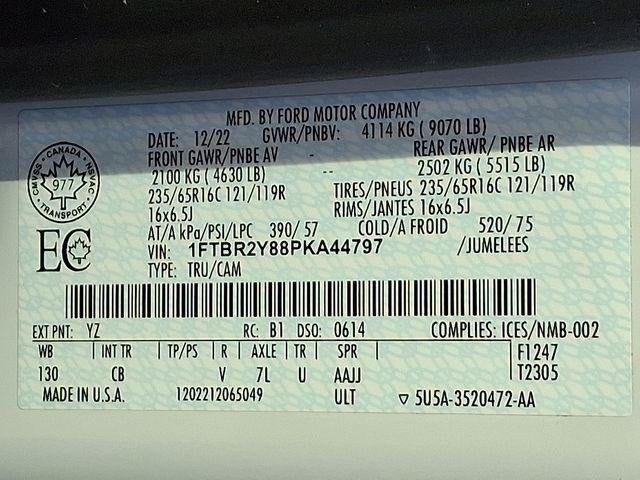 MFD. BY FORD MOTOR COMPANY
DATE: 12/22 GVWR/PNBV: 4114 KG ( 9070 LB)
FRONT GAWR/PNBE AV - REAR GAWR/ PNBE AR
2100 KG ( 4630 LB) -- 2502 KG ( 5515 LB)
235/65R16C 121/119R TIRES/PNEUS 235/65R16C 121/119R
16x6.5J RIMS/JANTES 16x6.5J
AT/A kPa/PSI/LPC 390/ 57 COLD/A FROID 520/ 75
VIN: 1FTBR2Y88PKA44797 /JUMELEES
TYPE: TRU/CAM
CANADA
CMVSS NSVAC
977
TRANSPORT
EC
EXT PNT: YZ RC: B1 DSO: 0614 COMPLIES: ICES/NMB-002
WB INT TR TP/PS R AXLE TR SPR F1247
130 CB V 7L U AAJJ T2305
MADE IN U.S.A. 1202212065049 ULT ▽ 5U5A-3520472-AA